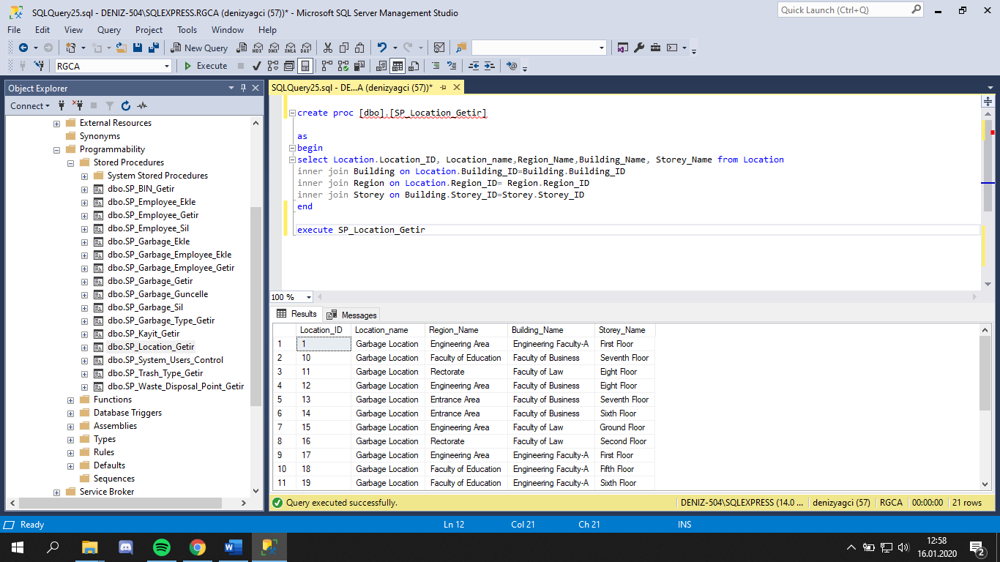 SQLQuery25.sql - DENIZ-504\SQLEXPRESS.RGCA (denizyagci (57))* - Microsoft SQL Server Management Studio
Quick Launch (Ctrl+Q)
File Edit View Query Project Tools Window Help
New Query MDX DMX XMLA DAX
RGCA Execute
Object Explorer
Connect
External Resources
Synonyms
Programmability
Stored Procedures
System Stored Procedures
dbo.SP_BIN_Getir
dbo.SP_Employee_Ekle
dbo.SP_Employee_Getir
dbo.SP_Employee_Sil
dbo.SP_Garbage_Ekle
dbo.SP_Garbage_Employee_Ekle
dbo.SP_Garbage_Employee_Getir
dbo.SP_Garbage_Getir
dbo.SP_Garbage_Guncelle
dbo.SP_Garbage_Sil
dbo.SP_Garbage_Type_Getir
dbo.SP_Kayit_Getir
dbo.SP_Location_Getir
dbo.SP_System_Users_Control
dbo.SP_Trash_Type_Getir
dbo.SP_Waste_Disposal_Point_Getir
Functions
Database Triggers
Assemblies
Types
Rules
Defaults
Sequences
Service Broker
SQLQuery25.sql - DE...A (denizyagci (57))*
create proc [dbo].[SP_Location_Getir]
as
begin
select Location.Location_ID, Location_name,Region_Name,Building_Name, Storey_Name from Location
inner join Building on Location.Building_ID=Building.Building_ID
inner join Region on Location.Region_ID= Region.Region_ID
inner join Storey on Building.Storey_ID=Storey.Storey_ID
end
execute SP_Location_Getir
100 %
Results Messages
Location_ID Location_name Region_Name Building_Name Storey_Name
1 1 Garbage Location Engineering Area Engineering Faculty-A First Floor
2 10 Garbage Location Faculty of Education Faculty of Business Seventh Floor
3 11 Garbage Location Rectorate Faculty of Law Eight Floor
4 12 Garbage Location Engineering Area Faculty of Business Eight Floor
5 13 Garbage Location Entrance Area Faculty of Business Seventh Floor
6 14 Garbage Location Entrance Area Faculty of Business Sixth Floor
7 15 Garbage Location Engineering Area Faculty of Law Ground Floor
8 16 Garbage Location Rectorate Faculty of Law Second Floor
9 17 Garbage Location Engineering Area Engineering Faculty-A First Floor
10 18 Garbage Location Faculty of Education Engineering Faculty-A Fifth Floor
11 19 Garbage Location Faculty of Education Engineering Faculty-A Sixth Floor
Query executed successfully. DENIZ-504\SQLEXPRESS (14.0 ... denizyagci (57) RGCA 00:00:00 21 rows
Ready Ln 12 Col 21 Ch 21 INS
12:58
16.01.2020
2